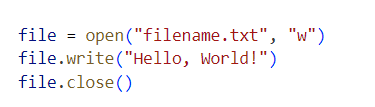 file = open("filename.txt", "w")
file.write("Hello, World!")
file.close()